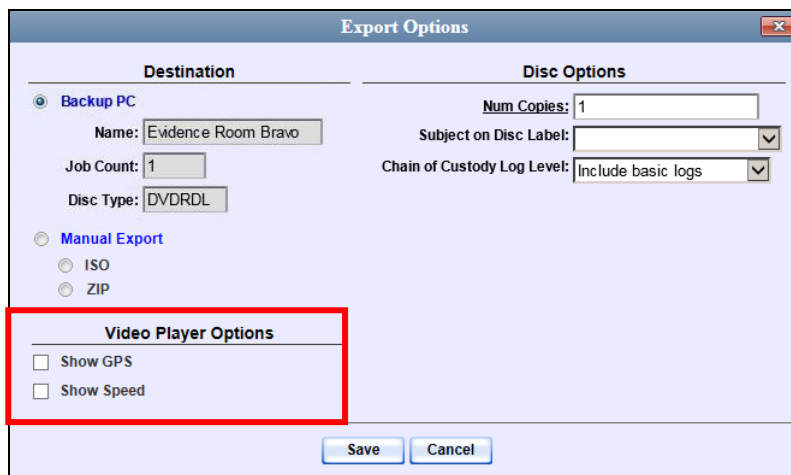 Export Options
Destination
Backup PC
Name: Evidence Room Bravo
Job Count: 1
Disc Type: DVDRDL
Manual Export
ISO
ZIP
Video Player Options
Show GPS
Show Speed
Disc Options
Num Copies: 1
Subject on Disc Label:
Chain of Custody Log Level: Include basic logs
Save Cancel